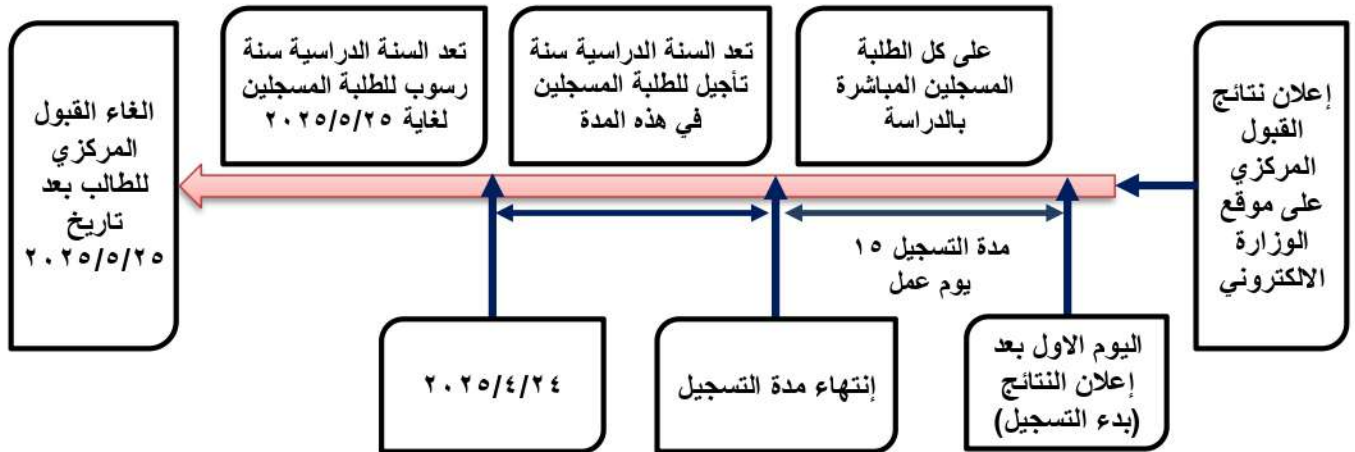 إعلان نتائج
القبول
المركزي
على موقع
الوزارة
الالكتروني
على كل الطلبة
المسجلين المباشرة
بالدراسة
تعد السنة الدراسية سنة
تأجيل للطلبة المسجلين
في هذه المدة
تعد السنة الدراسية سنة
رسوب للطلبة المسجلين
لغاية ٢٠٢٥/٥/٢٥
الغاء القبول
المركزي
للطالب بعد
تاريخ
٢٠٢٥/٥/٢٥
مدة التسجيل ١٥
يوم عمل
اليوم الاول بعد
إعلان النتائج
(بدء التسجيل)
إنتهاء مدة التسجيل
٢٠٢٥/٤/٢٤